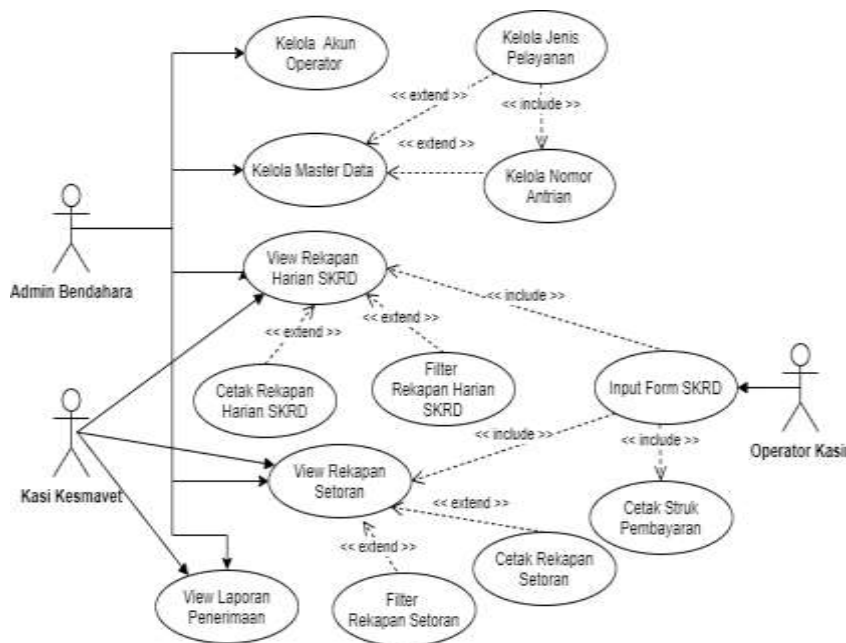 Kelola Akun
Operator
Kelola Jenis
Pelayanan
<< extend >>
<< include >>
<< extend >>
Kelola Master Data
Kelola Nomor
Antrian
Admin Bendahara
View Rekapan
Harian SKRD
<< include >>
<< extend >>
<< extend >>
Cetak Rekapan
Harian SKRD
Filter
Rekapan Harian
SKRD
Input Form SKRD
Operator Kasir
Kasi Kesmavet
<< include >>
<< include >>
View Rekapan
Setoran
<< extend >>
Cetak Struk
Pembayaran
<< extend >>
Cetak Rekapan
Setoran
View Laporan
Penerimaan
Filter
Rekapan Setoran